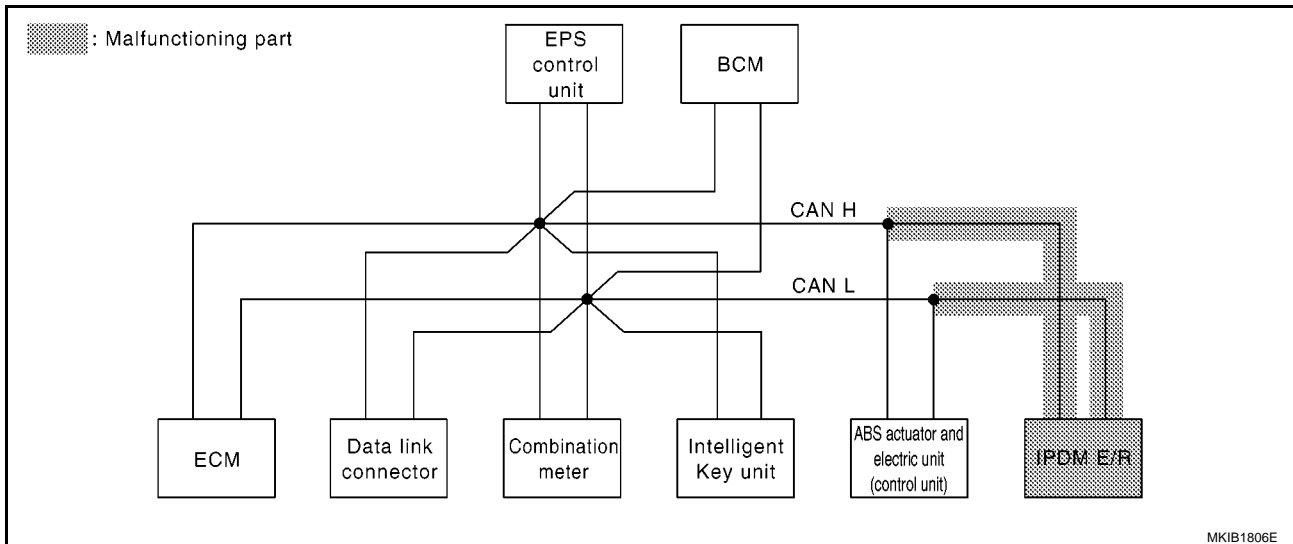 : Malfunctioning part
EPS
control
unit
BCM
CAN H
CAN L
ECM
Data link
connector
Combination
meter
Intelligent
Key unit
ABS actuator and
electric unit
(control unit)
IPDM E/R
MKIB1806E